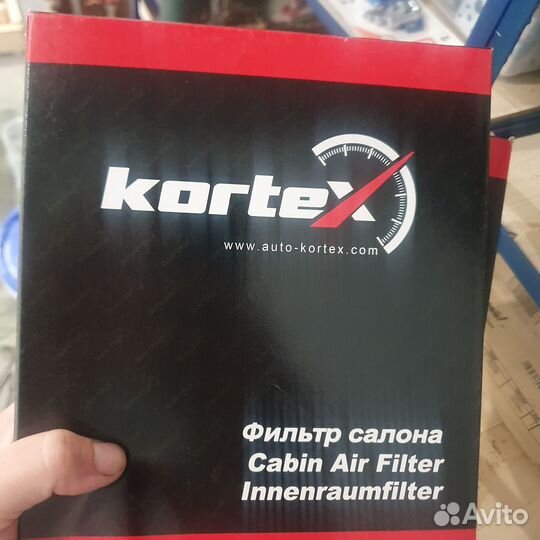 kortex
www.auto-kortex.com
Фильтр салона
Cabin Air Filter
Innenraumfilter
Avito